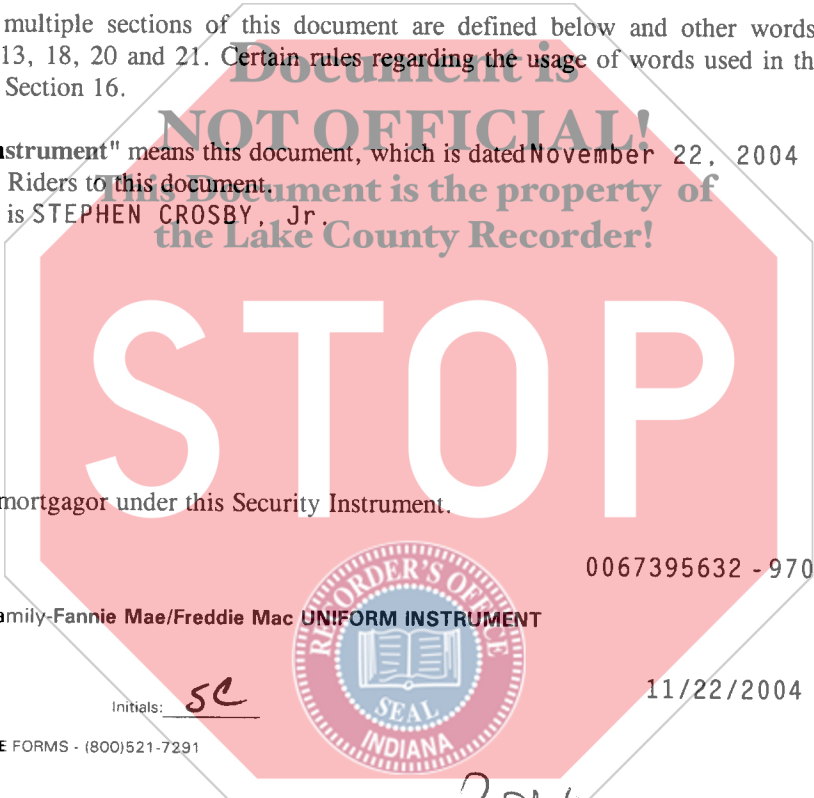 multiple sections of this document are defined below and other words
Document is
13, 18, 20 and 21. Certain rules regarding the usage of words used in th
Section 16.
NOT OFFICIAL!
nstrument" means this document, which is dated November 22, 2004
Riders to this document.
This Document is the property of
is STEPHEN CROSBY, Jr.
the Lake County Recorder!
STOP
mortgagor under this Security Instrument.
0067395632 - 970
RECORDER'S OFFICE
amily-Fannie Mae/Freddie Mac UNIFORM INSTRUMENT
11/22/2004
Initials: SC
SEAL
INDIANA
E FORMS - (800)521-7291